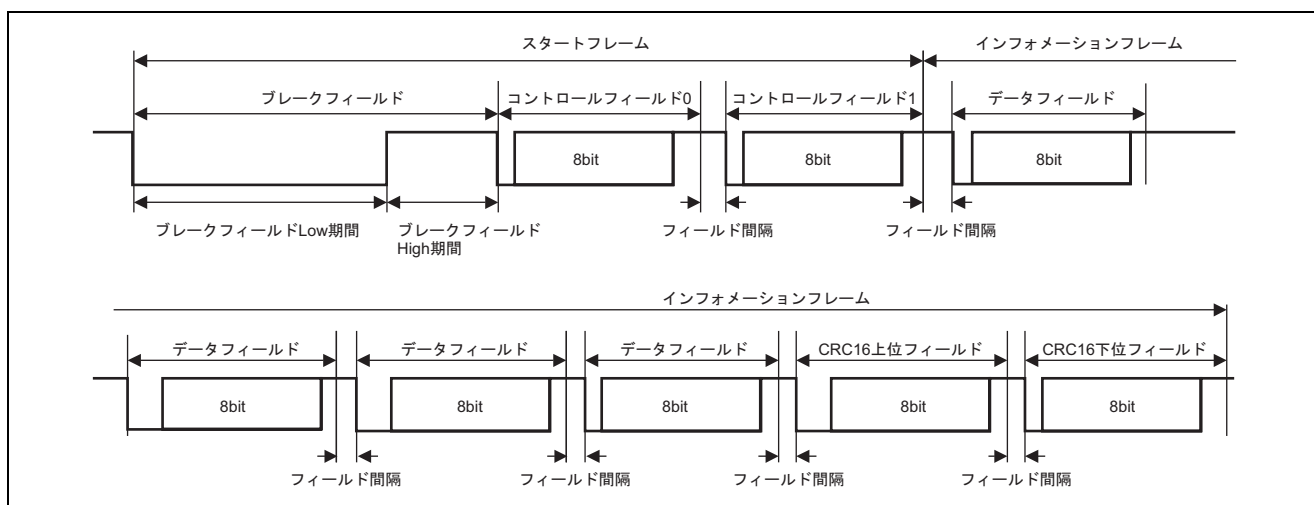 スタートフレーム
インフォメーションフレーム
ブレークフィールド
コントロールフィールド0
コントロールフィールド1
データフィールド
8bit
8bit
8bit
ブレークフィールドLow期間
ブレークフィールド
High期間
フィールド間隔
フィールド間隔
インフォメーションフレーム
データフィールド
データフィールド
データフィールド
CRC16上位フィールド
CRC16下位フィールド
8bit
8bit
8bit
8bit
8bit
フィールド間隔
フィールド間隔
フィールド間隔
フィールド間隔